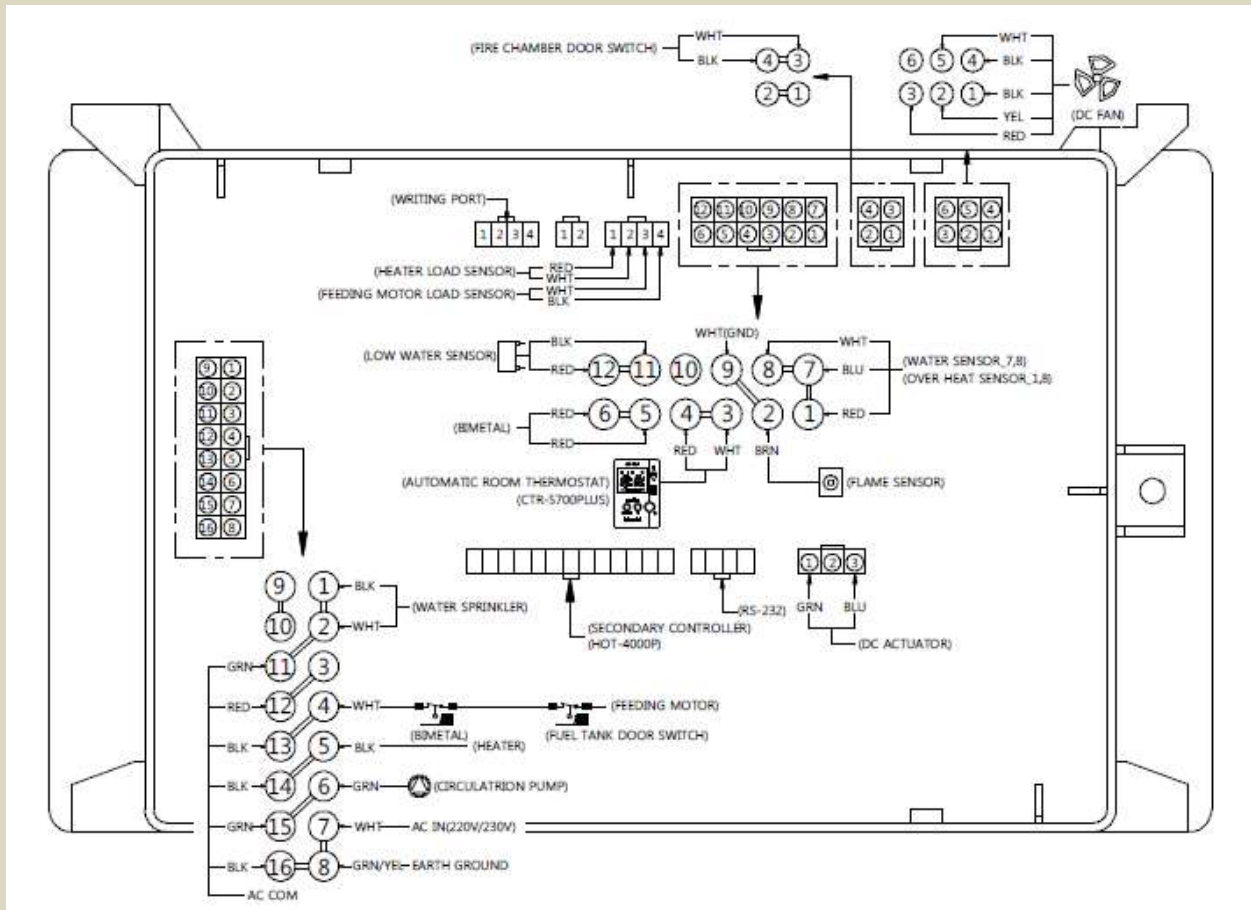 WHT
(FIRE CHAMBER DOOR SWITCH)
BLK
4 3
2 1
WHT
6 5 4 BLK
3 2 1 BLK
YEL
RED
(DC FAN)
(WRITING PORT)
1 2 3 4
1 2
1 2 3 4
12 11 10 9 8 7
6 5 4 3 2 1
4 3
2 1
6 5 4
3 2 1
(HEATER LOAD SENSOR)
RED
WHT
(FEEDING MOTOR LOAD SENSOR)
WHT
BLK
(LOW WATER SENSOR)
BLK
RED
WHT(GND)
WHT
12 11 10 9 8 7
BLU
(WATER SENSOR_7,8)
(OVER HEAT SENSOR_1,8)
(BIMETAL)
RED
RED
6 5 4 3 2 1
RED
RED WHT BRN
(AUTOMATIC ROOM THERMOSTAT)
(CTR-5700PLUS)
(FLAME SENSOR)
9 1
10 2
11 3
12 4
13 5
14 6
15 7
16 8
1 2 3
(RS-232)
GRN BLU
(SECONDARY CONTROLLER)
(HOT-4000P)
(DC ACTUATOR)
9 1 BLK
(WATER SPRINKLER)
10 2 WHT
GRN 11 3
RED 12 4 WHT
(FEEDING MOTOR)
(BIMETAL)
(FUEL TANK DOOR SWITCH)
BLK 13 5 BLK
(HEATER)
BLK 14 6 GRN
(CIRCULATRION PUMP)
GRN 15 7 WHT AC IN(220V/230V)
BLK 16 8 GRN/YEL EARTH GROUND
AC COM